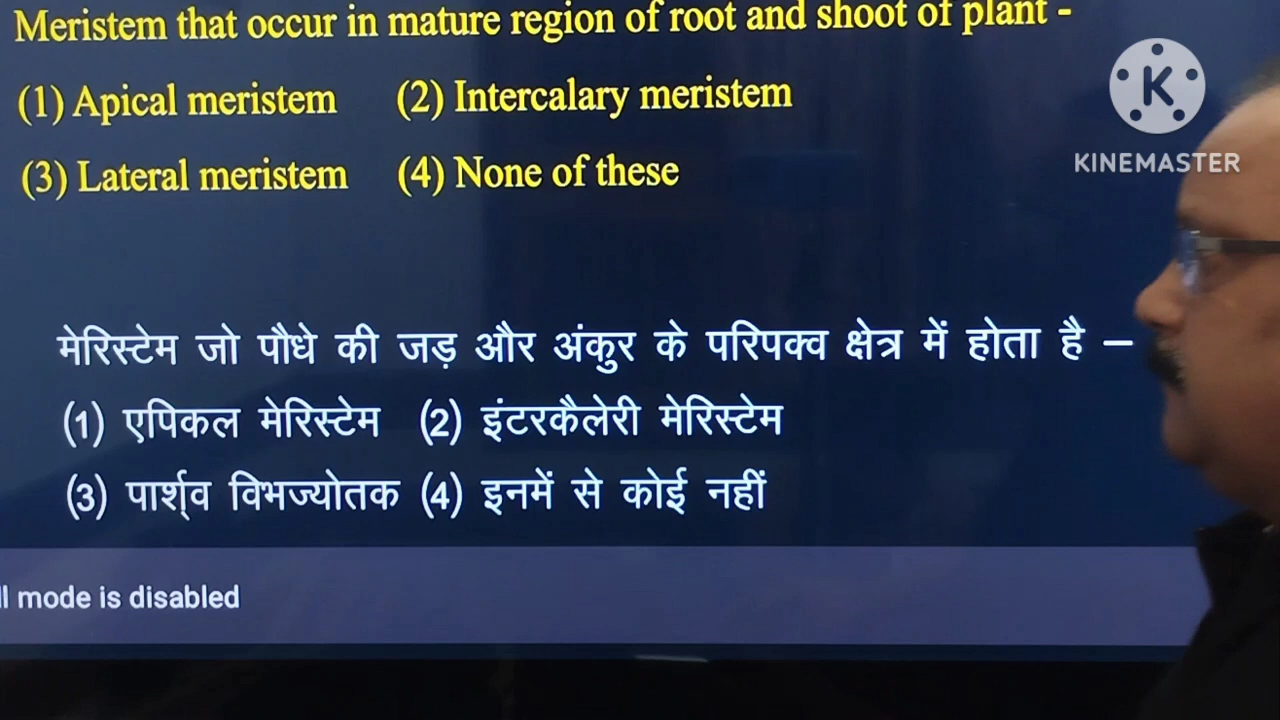 Meristem that occur in mature region of root and shoot of plant -
(1) Apical meristem (2) Intercalary meristem
(3) Lateral meristem (4) None of these
K
KINEMASTER
मेरिस्टेम जो पौधे की जड़ और अंकुर के परिपक्व क्षेत्र में होता है –
(1) एपिकल मेरिस्टेम (2) इंटरकैलेरी मेरिस्टेम
(3) पार्श्व विभज्योतक (4) इनमें से कोई नहीं
mode is disabled